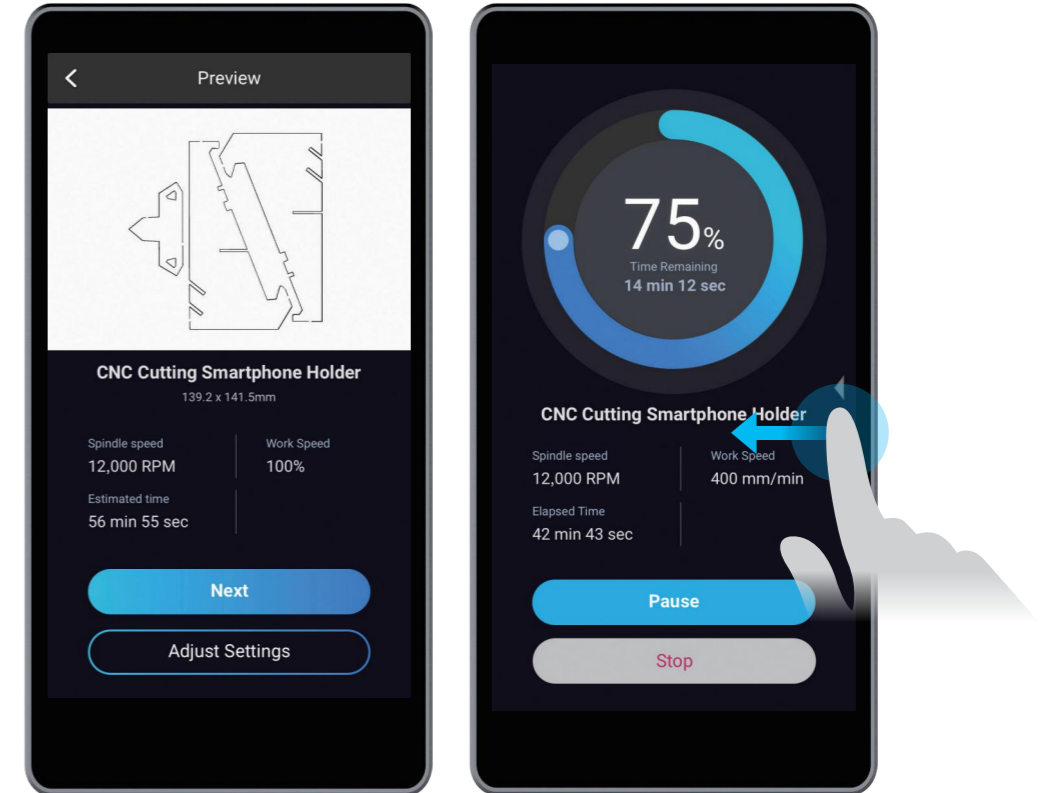 Preview
CNC Cutting Smartphone Holder
139.2 x 141.5mm
Spindle speed
12,000 RPM
Work Speed
100%
Estimated time
56 min 55 sec
Next
Adjust Settings
75%
Time Remaining
14 min 12 sec
CNC Cutting Smartphone Holder
Spindle speed
12,000 RPM
Work Speed
400 mm/min
Elapsed Time
42 min 43 sec
Pause
Stop